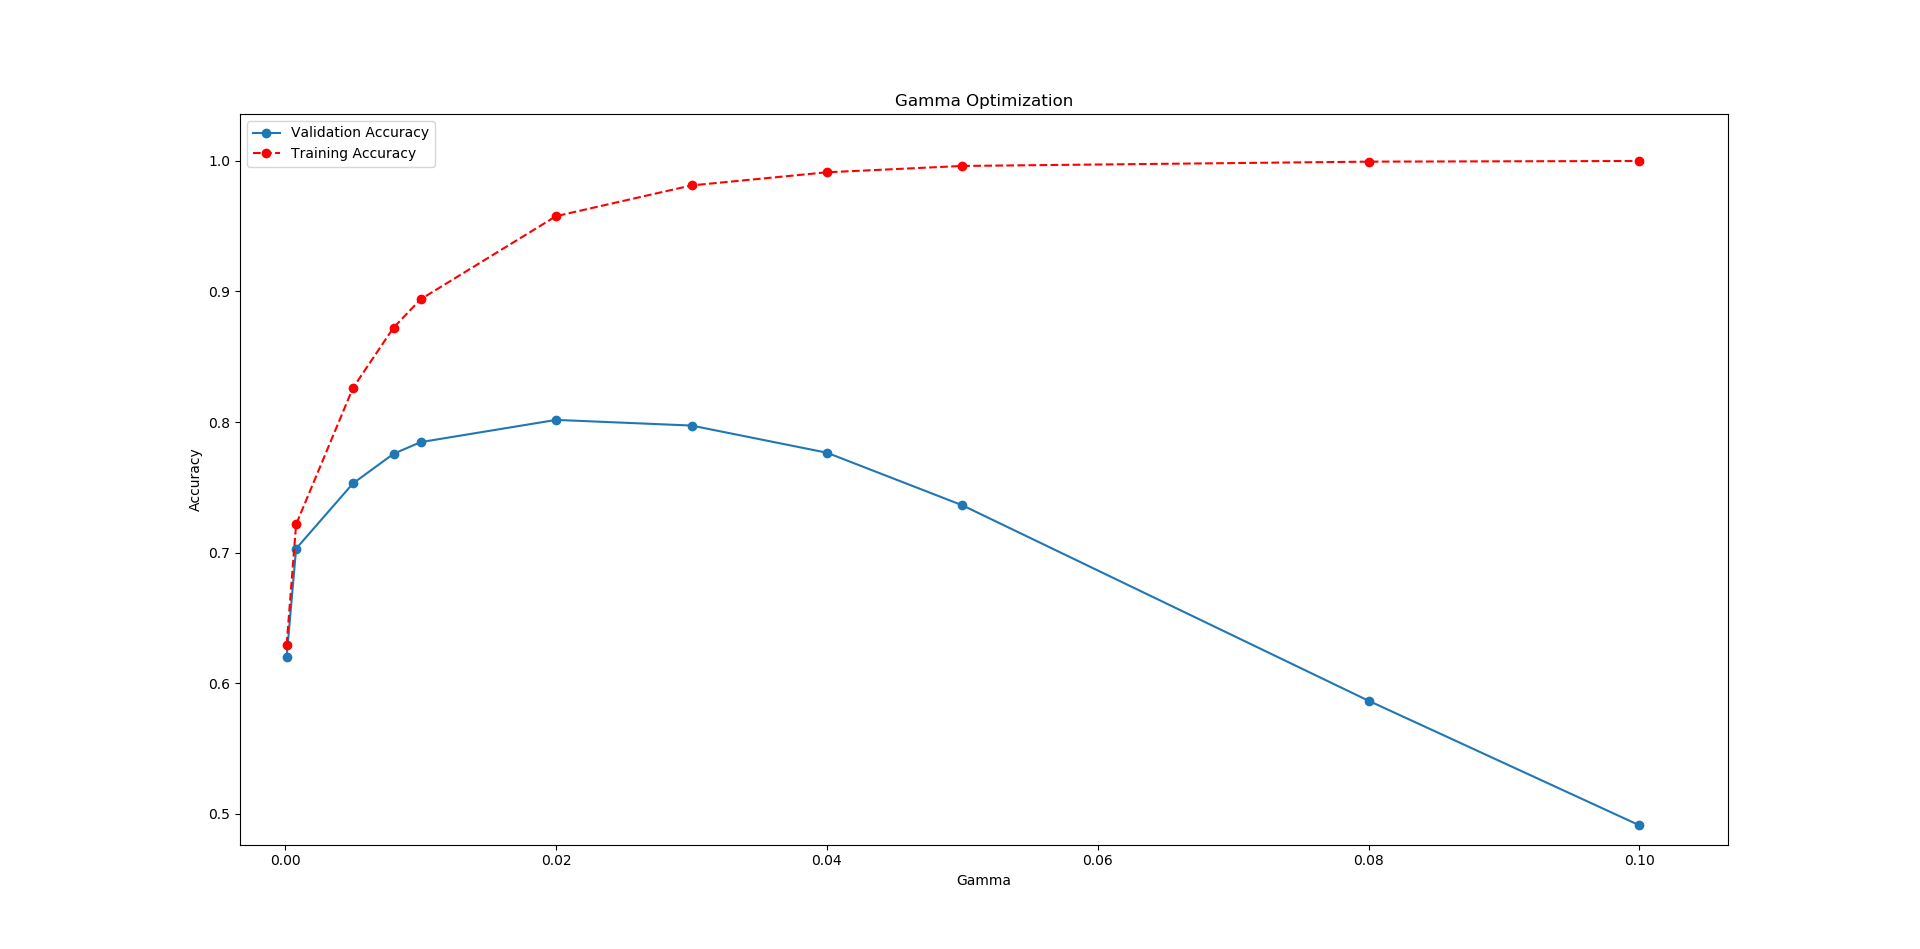 Gamma Optimization
Validation Accuracy
Training Accuracy
1.0
0.9
0.8
0.7
0.6
0.5
Accuracy
0.00 0.02 0.04 0.06 0.08 0.10
Gamma